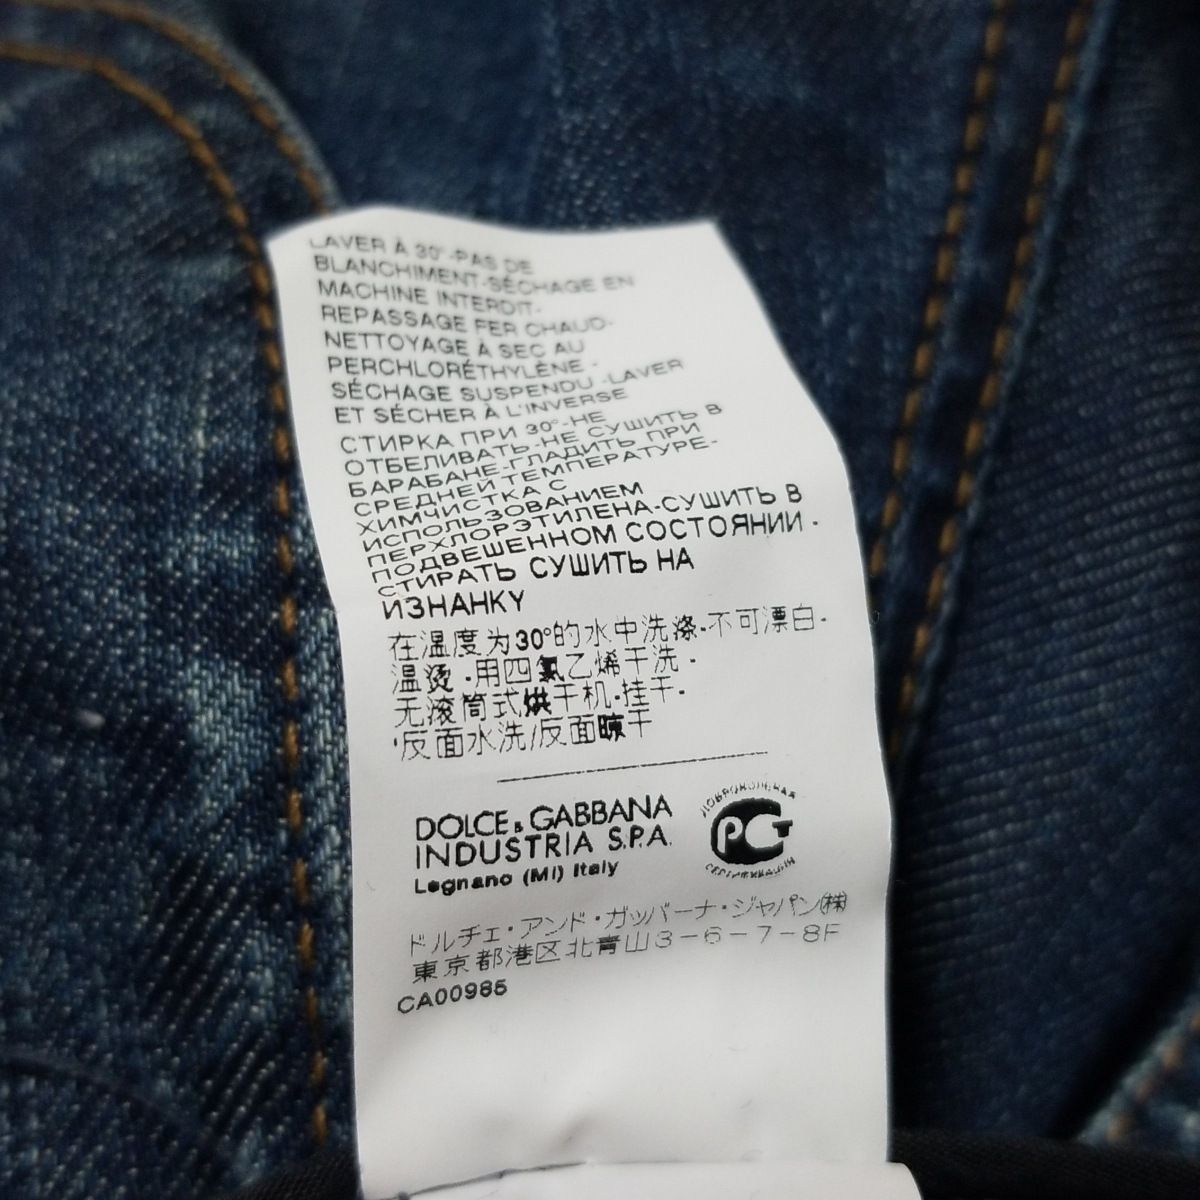 LAVER À 30°-PAS DE
BLANCHIMENT-SÉCHAGE EN
MACHINE INTERDIT-
REPASSAGE FER CHAUD-
NETTOYAGE À SEC AU
PERCHLORÉTHYLÈNE -
SÉCHAGE SUSPENDU -LAVER
ET SÉCHER À L'INVERSE
СТИРКА ПРИ 30°-НЕ
ОТБЕЛИВАТЬ-НЕ СУШИТЬ В
БАРАБАНЕ-ГЛАДИТЬ ПРИ
СРЕДНЕЙ ТЕМПЕРАТУРЕ-
ХИМЧИСТКА С
ИСПОЛЬЗОВАНИЕМ
ПЕРХЛОРЭТИЛЕНА-СУШИТЬ В
ПОДВЕШЕННОМ СОСТОЯНИИ -
СТИРАТЬ СУШИТЬ НА
ИЗНАНКУ
在温度为30°的水中洗涤-不可漂白-
温烫-用四氯乙烯干洗-
无滚筒式烘干机-挂干-
-反面水洗/反面晾干
DOLCE & GABBANA
INDUSTRIA S.P.A.
Legnano (MI) Italy
ДОБРОВОЛЬНАЯ
РСТ
СЕРТИФИКАЦИЯ
ドルチェ・アンド・ガッバーナ・ジャパン㈱
東京都港区北青山3-6-7-8F
CA00985